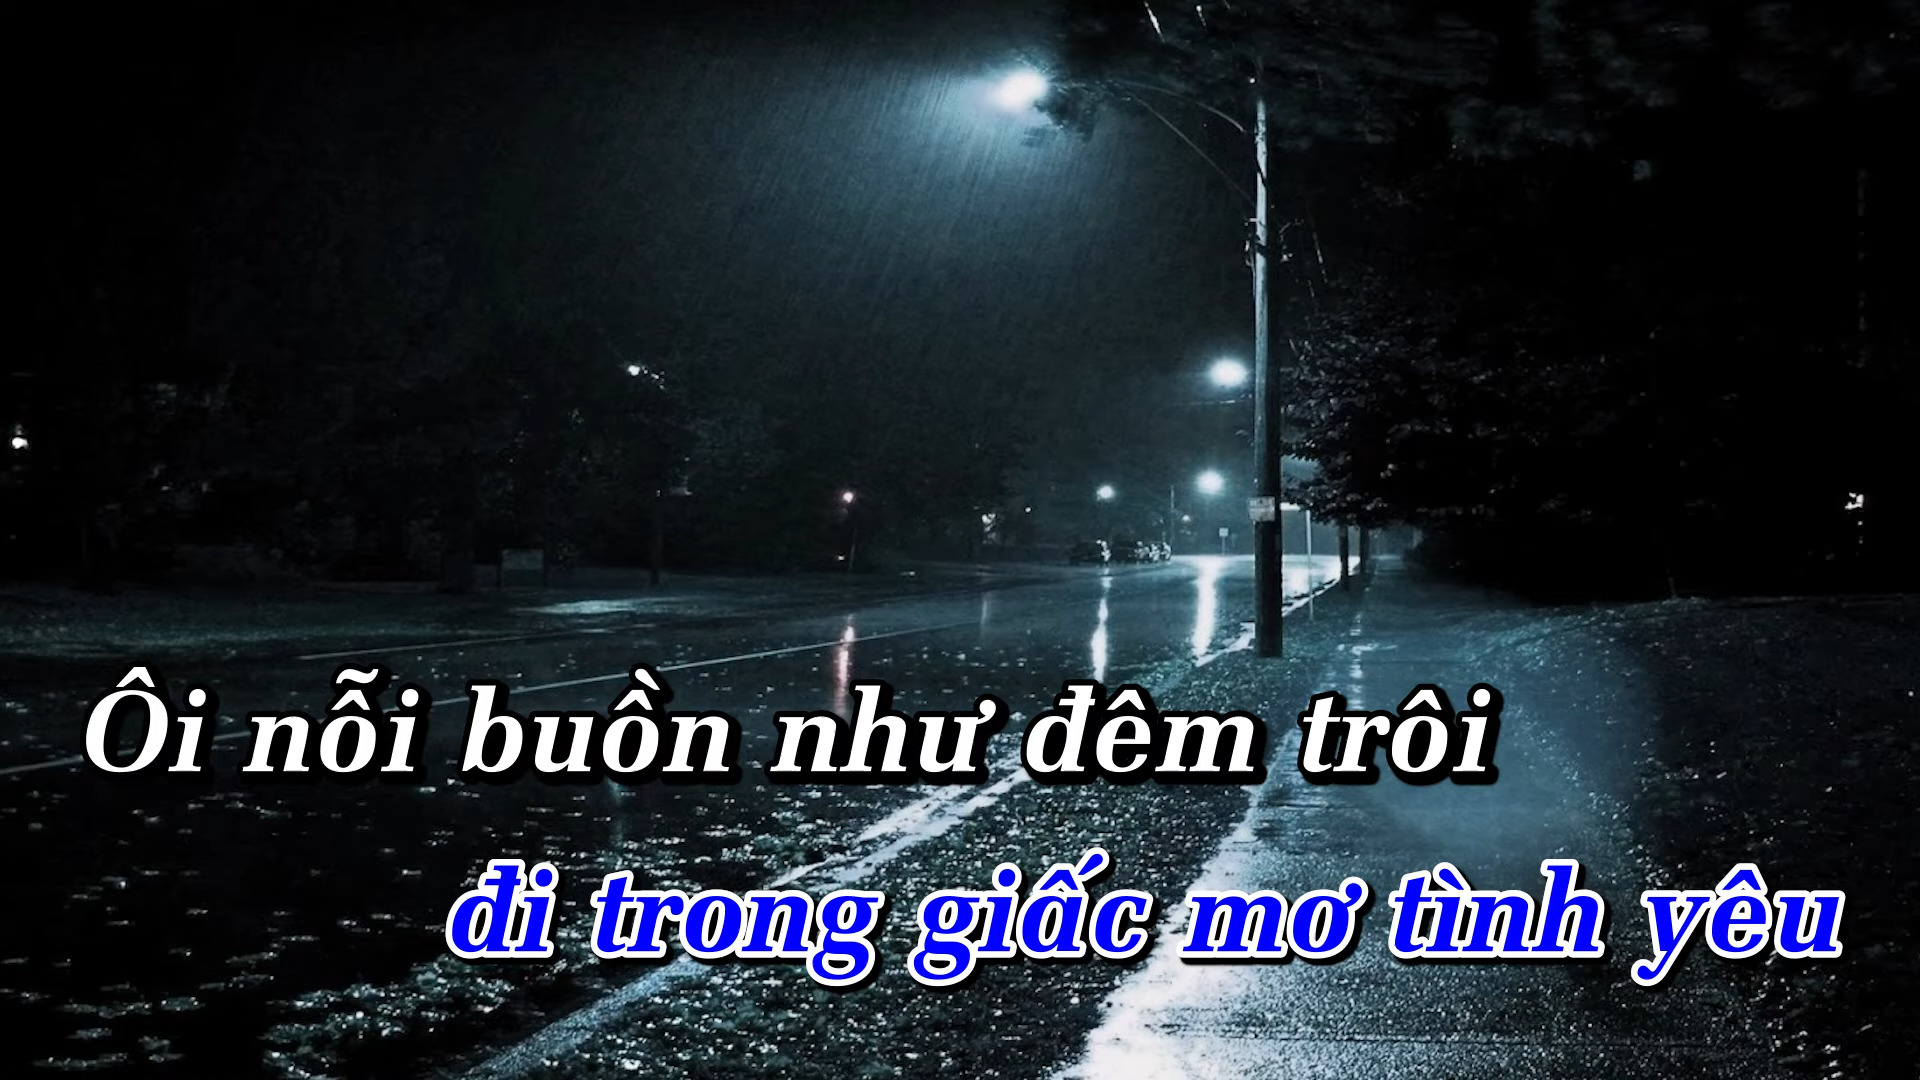 Ôi nỗi buồn như đêm trôi
đi trong giấc mơ tình yêu